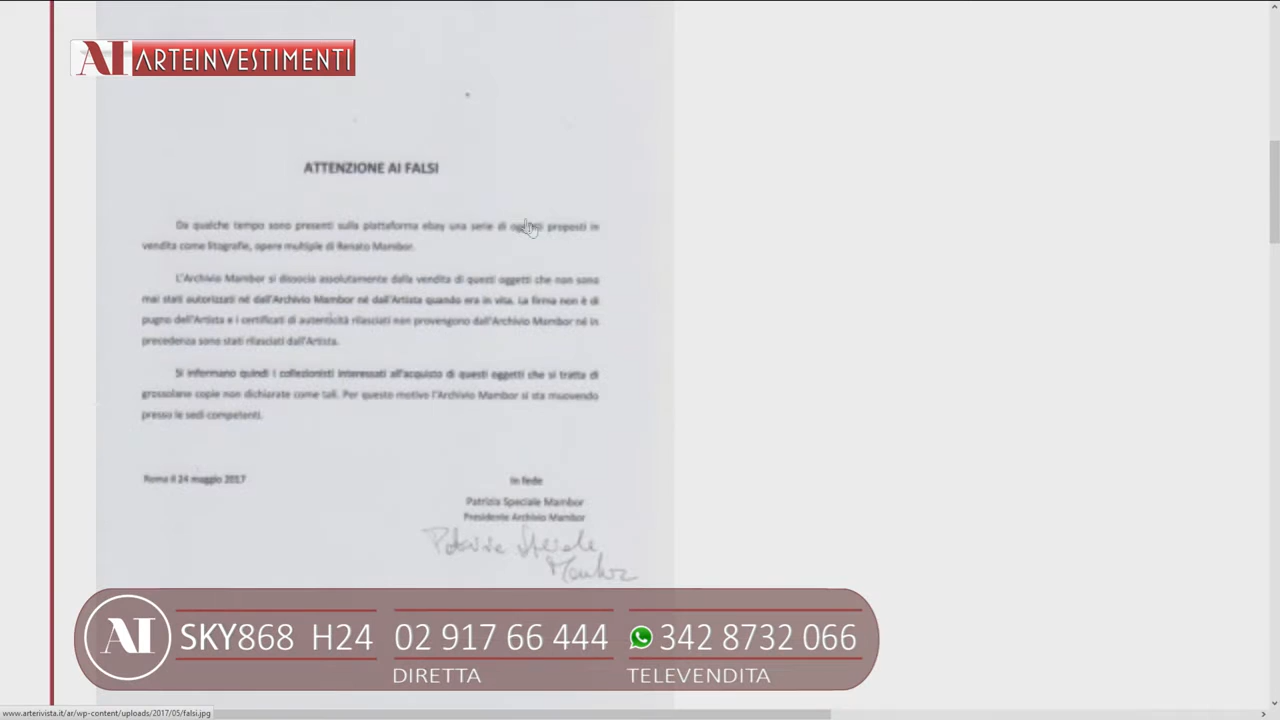 AI ARTEINVESTIMENTI
ATTENZIONE AI FALSI
Da qualche tempo sono presenti sulla piattaforma ebay una serie di oggetti proposti in
vendita come litografie, opere multiple di Renato Mambor.
L'Archivio Mambor si dissocia assolutamente dalla vendita di questi oggetti che non sono
mai stati autorizzati né dall'Archivio Mambor né dall'Artista quando era in vita. La firma non è di
pugno dell'Artista e i certificati di autenticità rilasciati non provengono dall'Archivio Mambor né in
precedenza sono stati rilasciati dall'Artista.
Si informano quindi i collezionisti interessati all'acquisto di questi oggetti che si tratta di
grossolane copie non dichiarate come tali. Per questo motivo l'Archivio Mambor si sta muovendo
presso le sedi competenti.
Roma il 24 maggio 2017
In fede
Patrizia Speciale Mambor
Presidente Archivio Mambor
Patrizia Speciale
Mambor
AI SKY868 H24 02 917 66 444 342 8732 066
DIRETTA TELEVENDITA
www.arterivista.it/ar/wp-content/uploads/2017/05/falsi.jpg